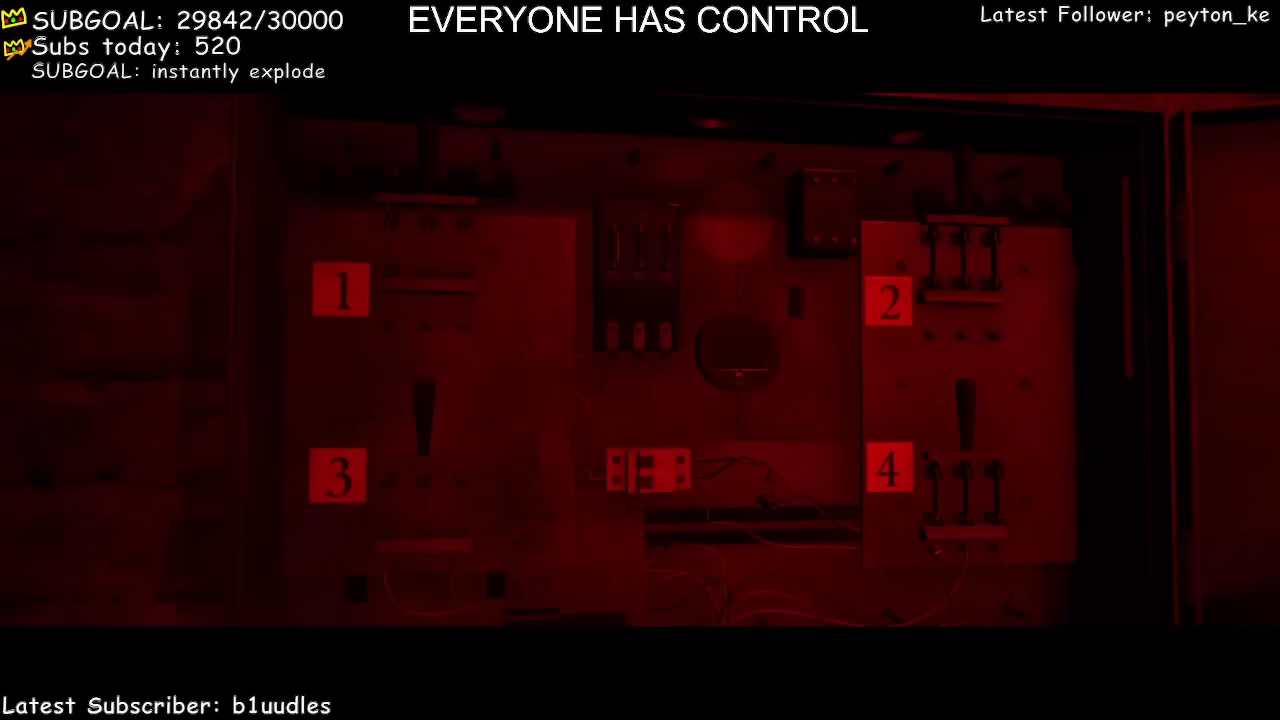 SUBGOAL: 29842/30000
EVERYONE HAS CONTROL
Latest Follower: peyton_ke
Subs today: 520
SUBGOAL: instantly explode
1
2
3
4
Latest Subscriber: b1uudles